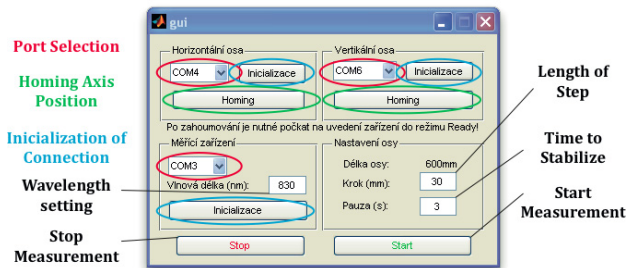 gui
Port Selection
Homing Axis
Position
Inicialization of
Connection
Wavelength
setting
Stop
Measurement
Horizontální osa
COM4
Inicializace
Homing
Vertikální osa
COM6
Inicializace
Homing
Po zahoumování je nutné počkat na uvedení zařízení do režimu Ready!
Měřící zařízení
COM3
Vlnová délka (nm): 830
Inicializace
Nastavení osy
Délka osy: 600mm
Krok (mm): 30
Pauza (s): 3
Stop
Start
Length of
Step
Time to
Stabilize
Start
Measurement